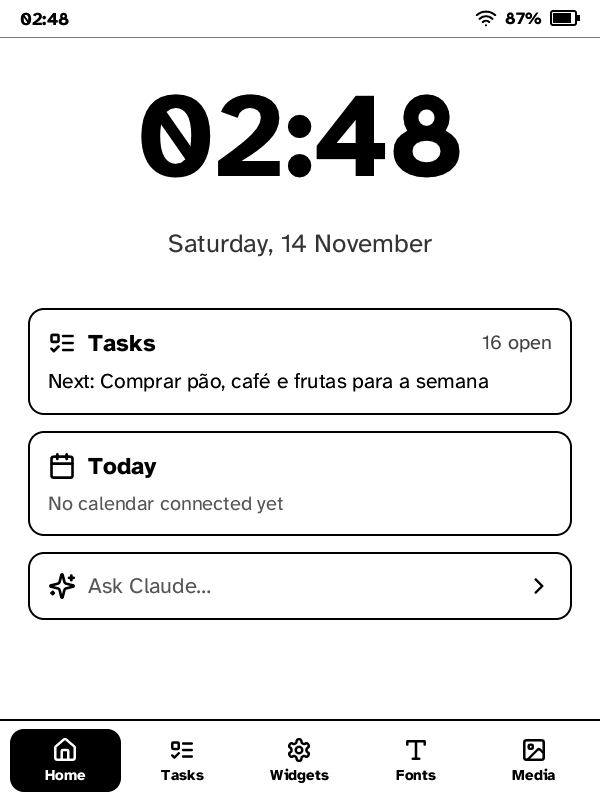 02:48
87%
02:48
Saturday, 14 November
Tasks
16 open
Next: Comprar pão, café e frutas para a semana
Today
No calendar connected yet
Ask Claude...
Home
Tasks
Widgets
Fonts
Media